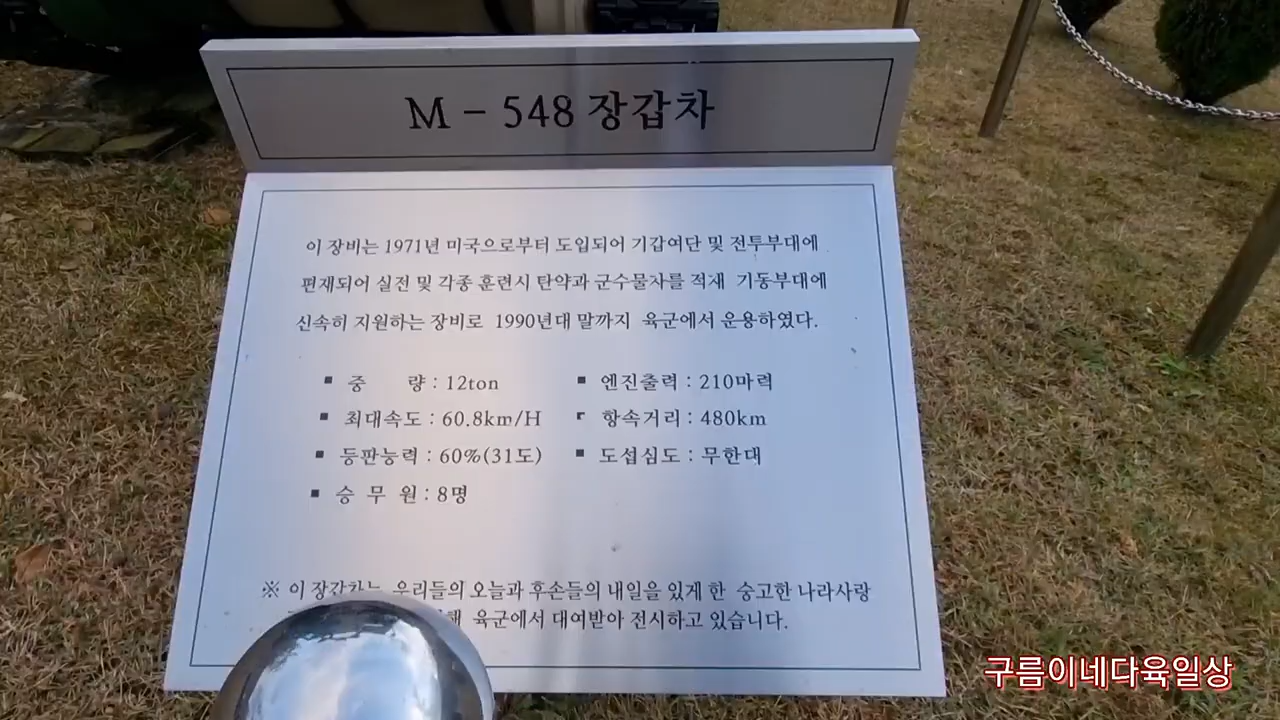 M - 548 장갑차
이 장비는 1971년 미국으로부터 도입되어 기갑여단 및 전투부대에
편재되어 실전 및 각종 훈련시 탄약과 군수물자를 적재 기동부대에
신속히 지원하는 장비로 1990년대 말까지 육군에서 운용하였다.
▪ 중 량 : 12ton ▪ 엔진출력 : 210마력
▪ 최대속도 : 60.8km/H ▪ 항속거리 : 480km
▪ 등판능력 : 60%(31도) ▪ 도섭심도 : 무한대
▪ 승 무 원 : 8명
※ 이 장갑차는 우리들의 오늘과 후손들의 내일을 있게 한 숭고한 나라사랑
육군에서 대여받아 전시하고 있습니다.
구름이네다육일상